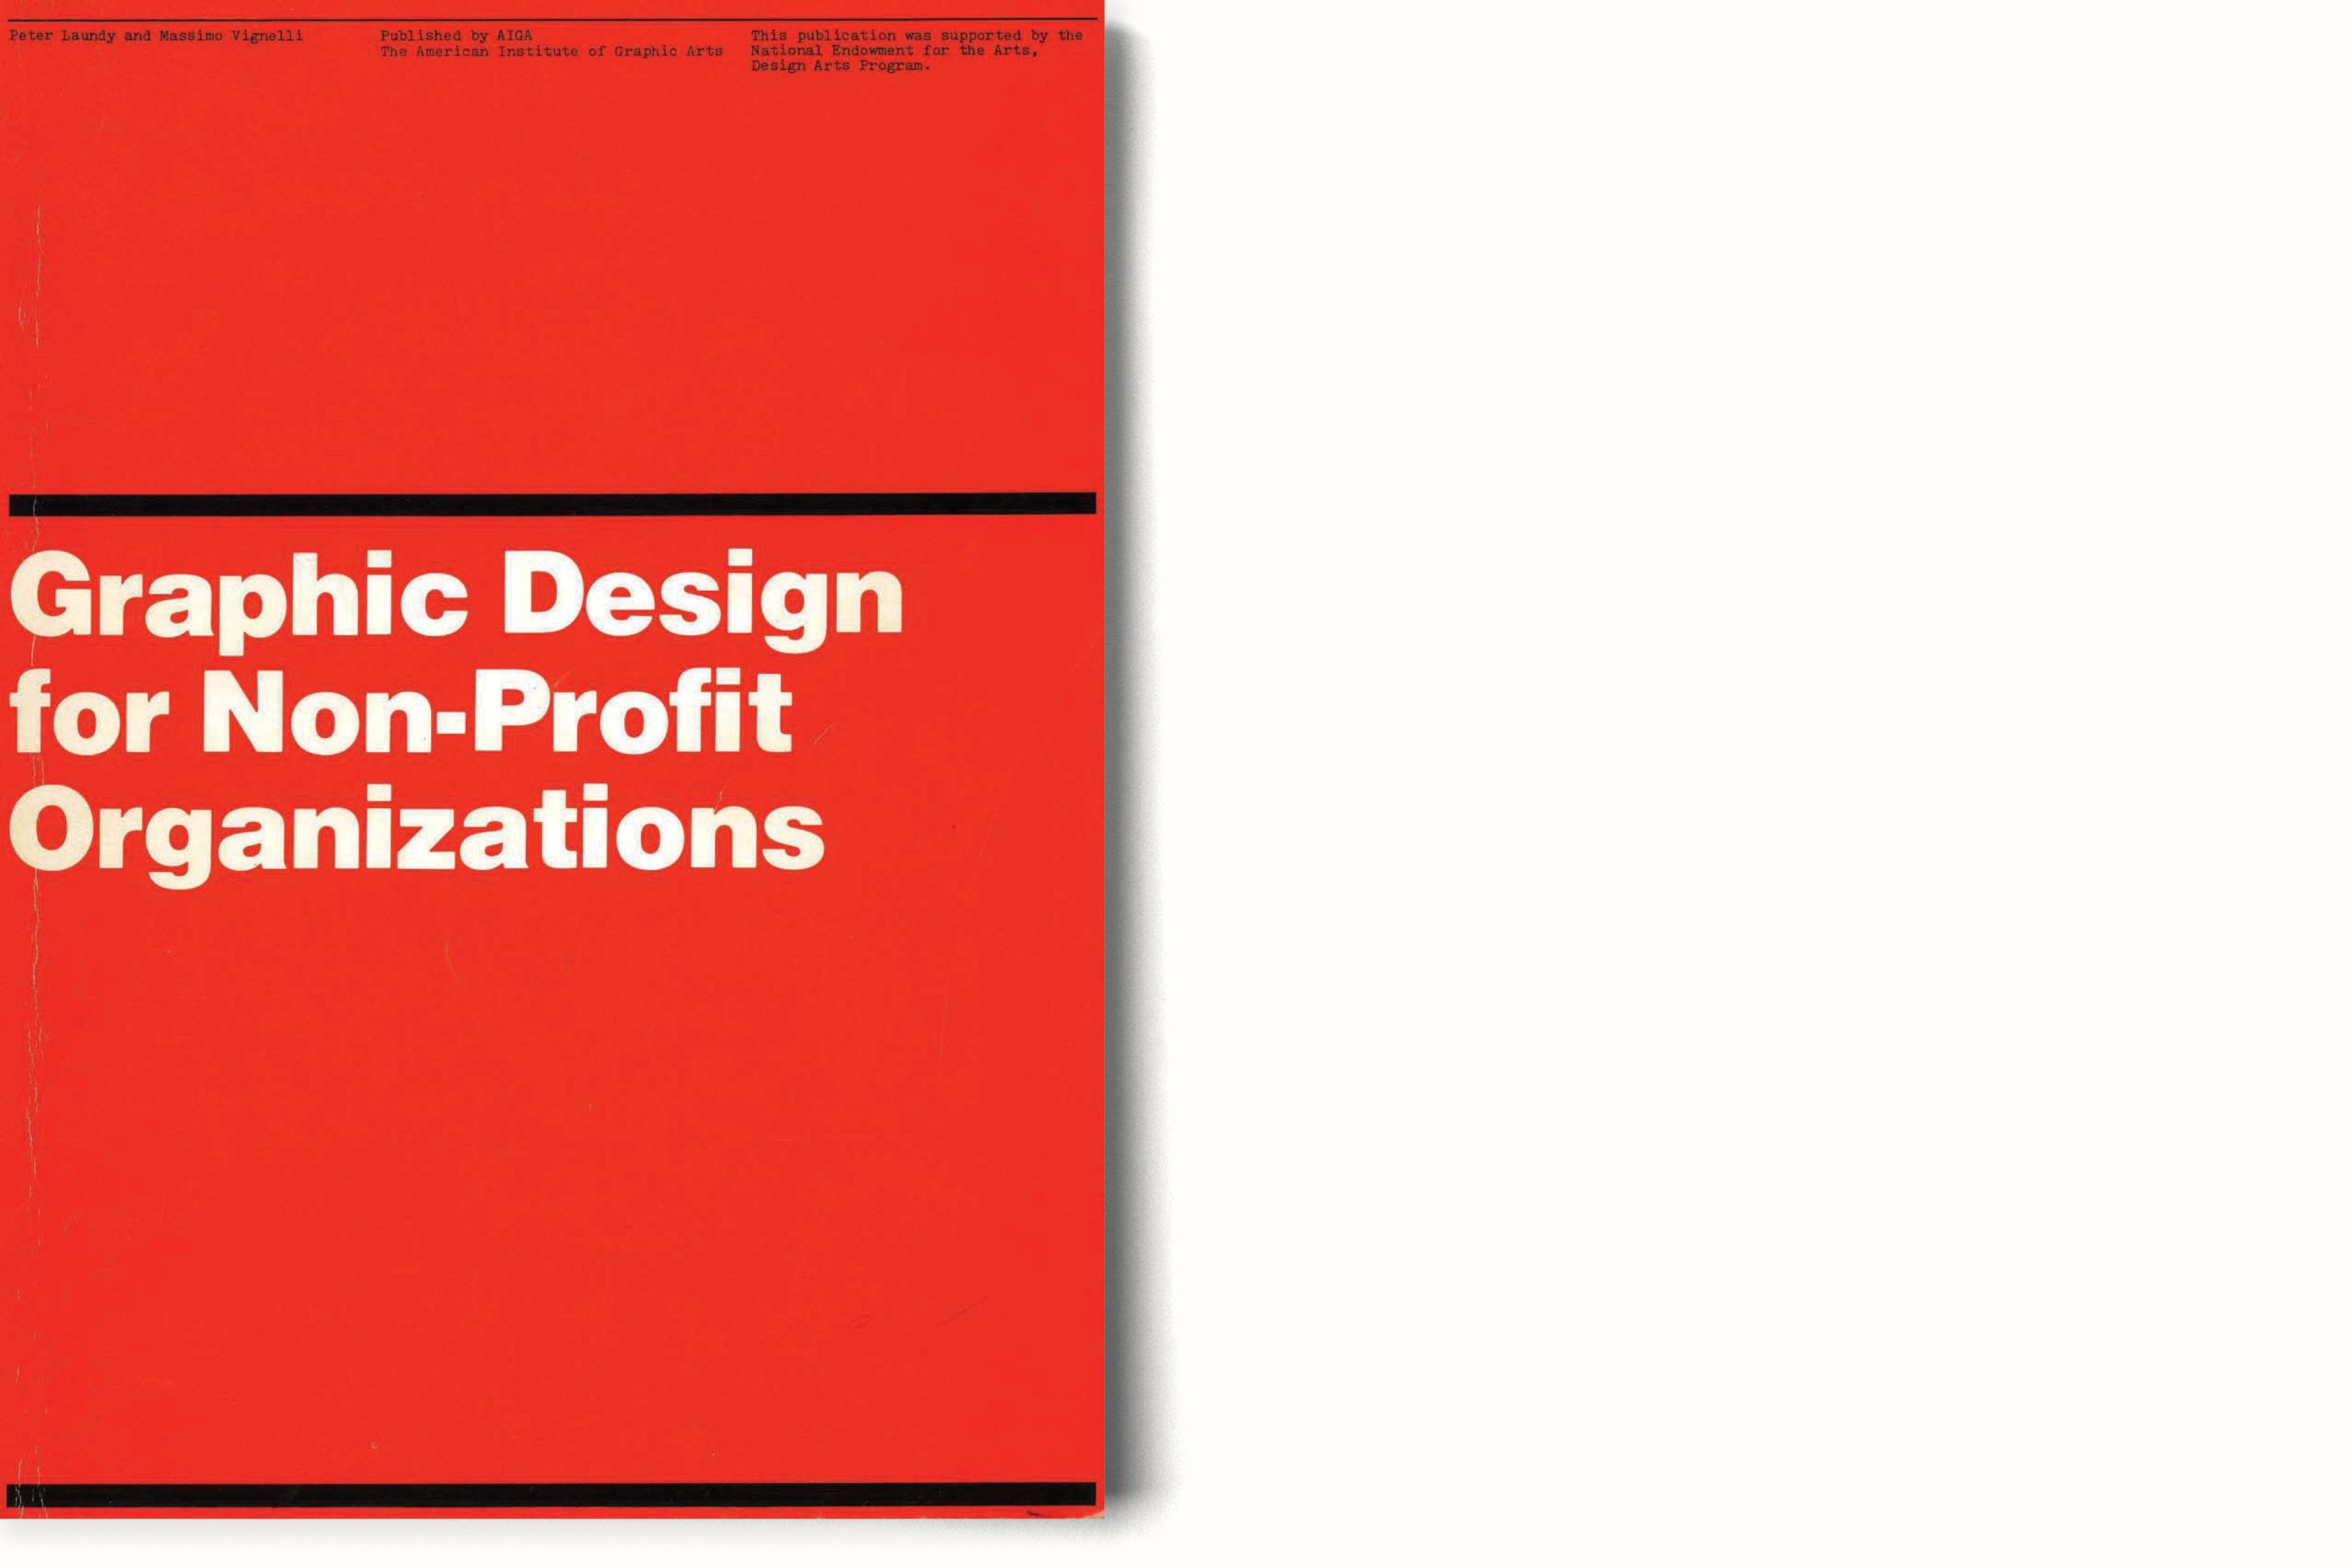 Peter Laundy and Massimo Vignelli
Published by AIGA
The American Institute of Graphic Arts
This publication was supported by the
National Endowment for the Arts,
Design Arts Program.
Graphic Design
for Non-Profit
Organizations